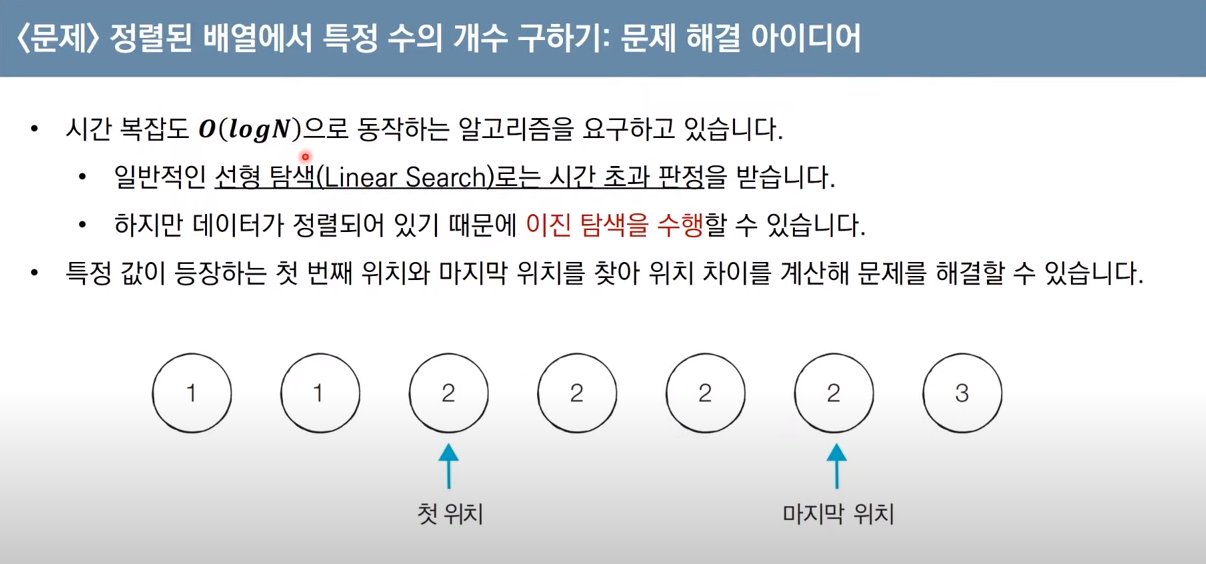 〈문제〉 정렬된 배열에서 특정 수의 개수 구하기: 문제 해결 아이디어
• 시간 복잡도 O(logN)으로 동작하는 알고리즘을 요구하고 있습니다.
• 일반적인 선형 탐색(Linear Search)로는 시간 초과 판정을 받습니다.
• 하지만 데이터가 정렬되어 있기 때문에 이진 탐색을 수행할 수 있습니다.
• 특정 값이 등장하는 첫 번째 위치와 마지막 위치를 찾아 위치 차이를 계산해 문제를 해결할 수 있습니다.
1 1 2 2 2 2 3
첫 위치 마지막 위치